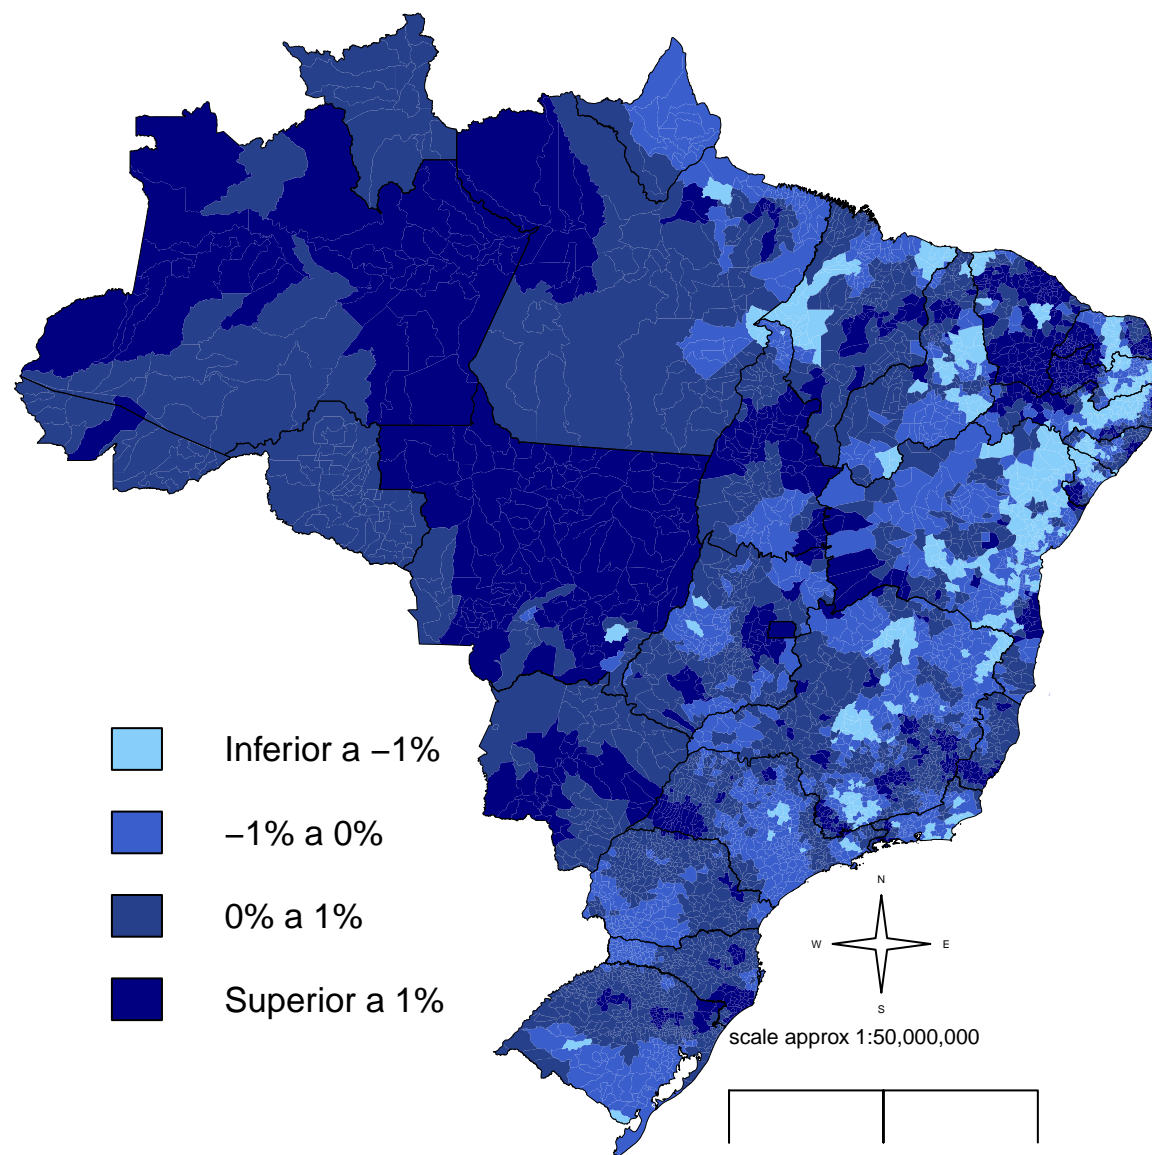 Inferior a −1%
−1% a 0%
0% a 1%
Superior a 1%
N
W
E
S
scale approx 1:50,000,000